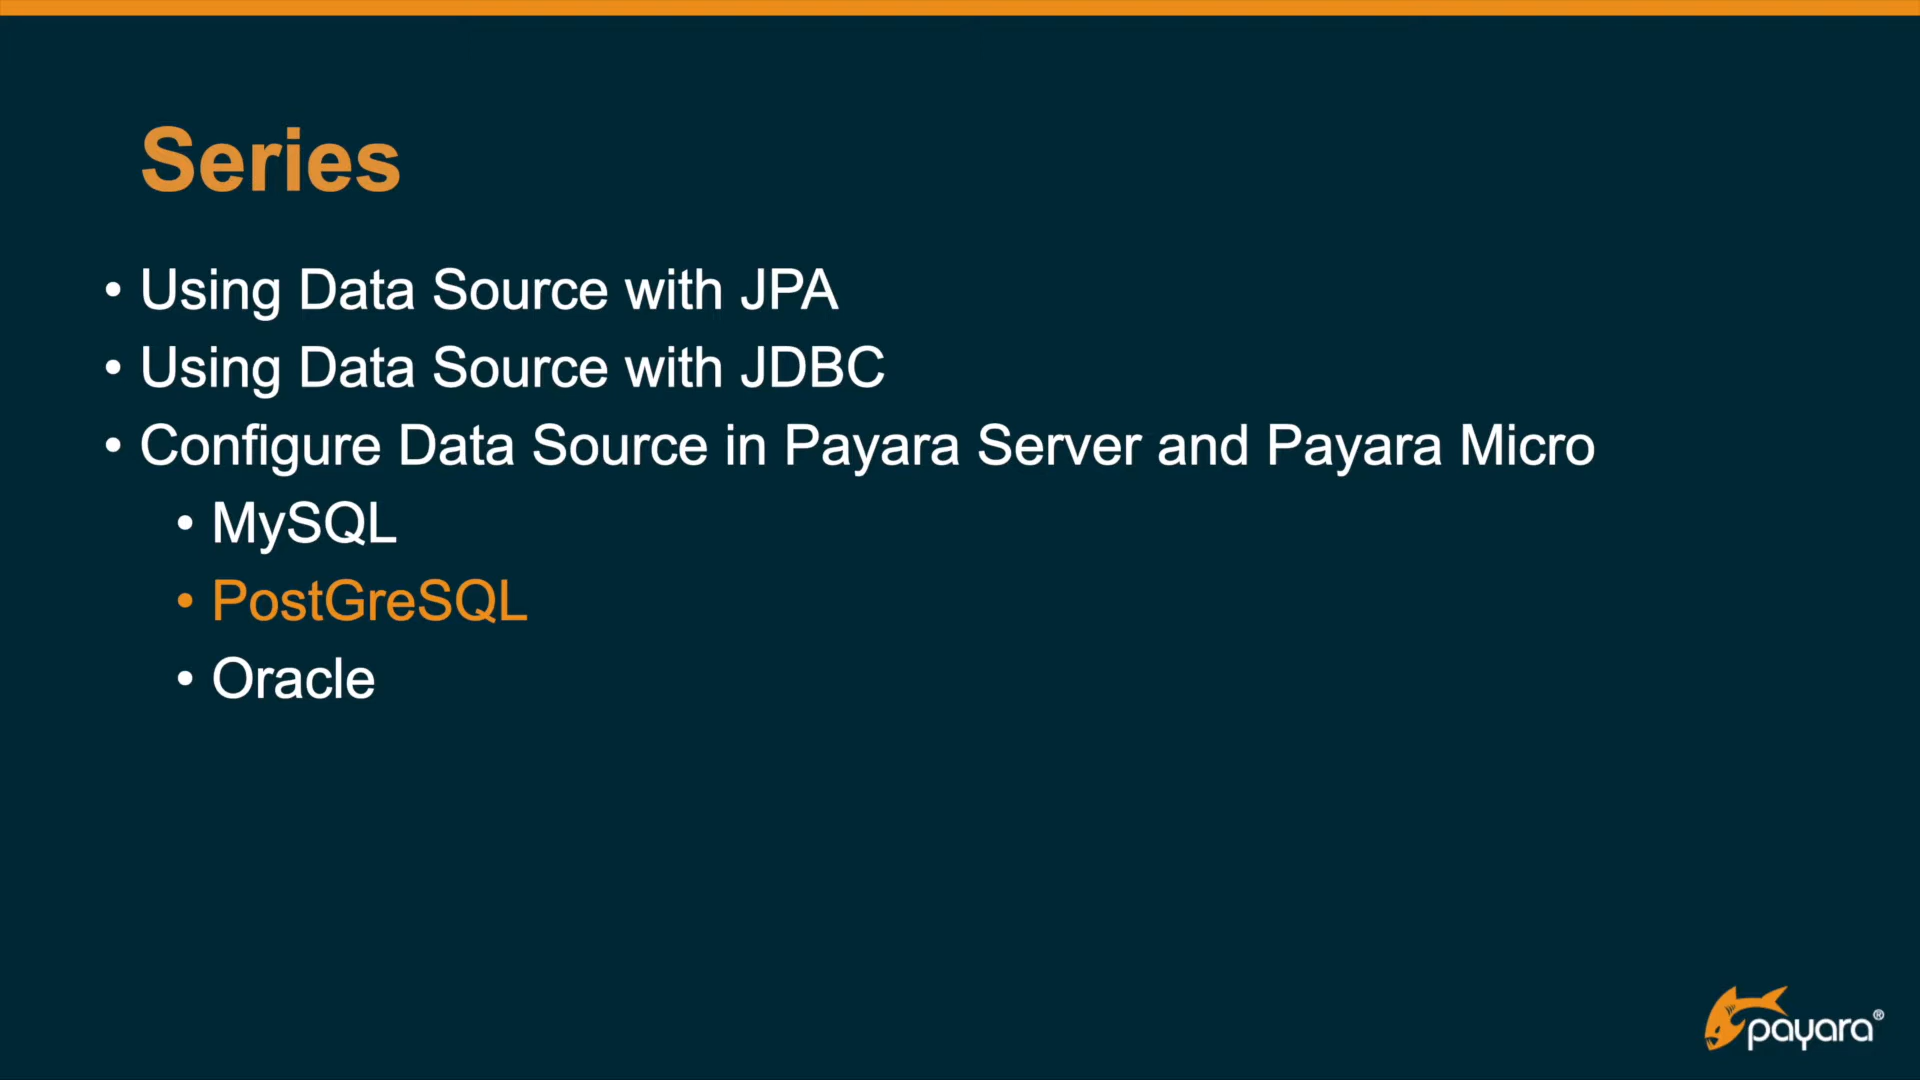 Series
• Using Data Source with JPA
• Using Data Source with JDBC
• Configure Data Source in Payara Server and Payara Micro
• MySQL
• PostGreSQL
• Oracle
payara®